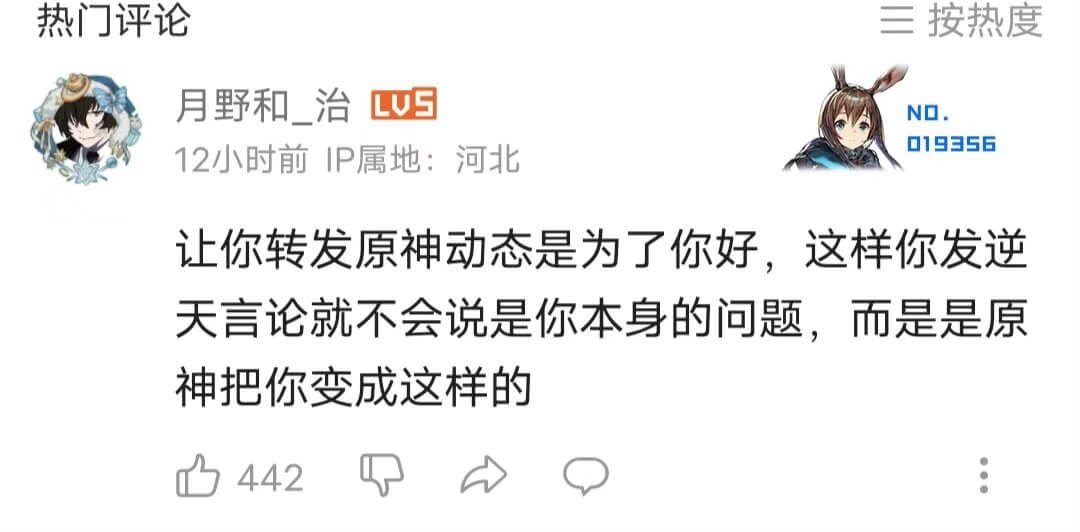 热门评论
按热度
月野和_治 LV5
12小时前 IP属地：河北
NO.
019356
让你转发原神动态是为了你好，这样你发逆
天言论就不会说是你本身的问题，而是是原
神把你变成这样的
442